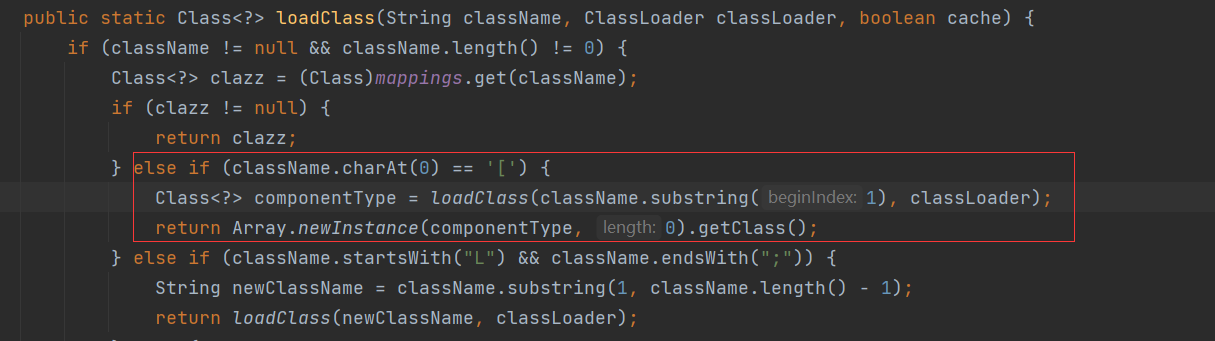 public static Class<?> loadClass(String className, ClassLoader classLoader, boolean cache) {
if (className != null && className.length() != 0) {
Class<?> clazz = (Class)mappings.get(className);
if (clazz != null) {
return clazz;
} else if (className.charAt(0) == '[') {
Class<?> componentType = loadClass(className.substring( beginIndex: 1), classLoader);
return Array.newInstance(componentType, length: 0).getClass();
} else if (className.startsWith("L") && className.endsWith(";")) {
String newClassName = className.substring(1, className.length() - 1);
return loadClass(newClassName, classLoader);